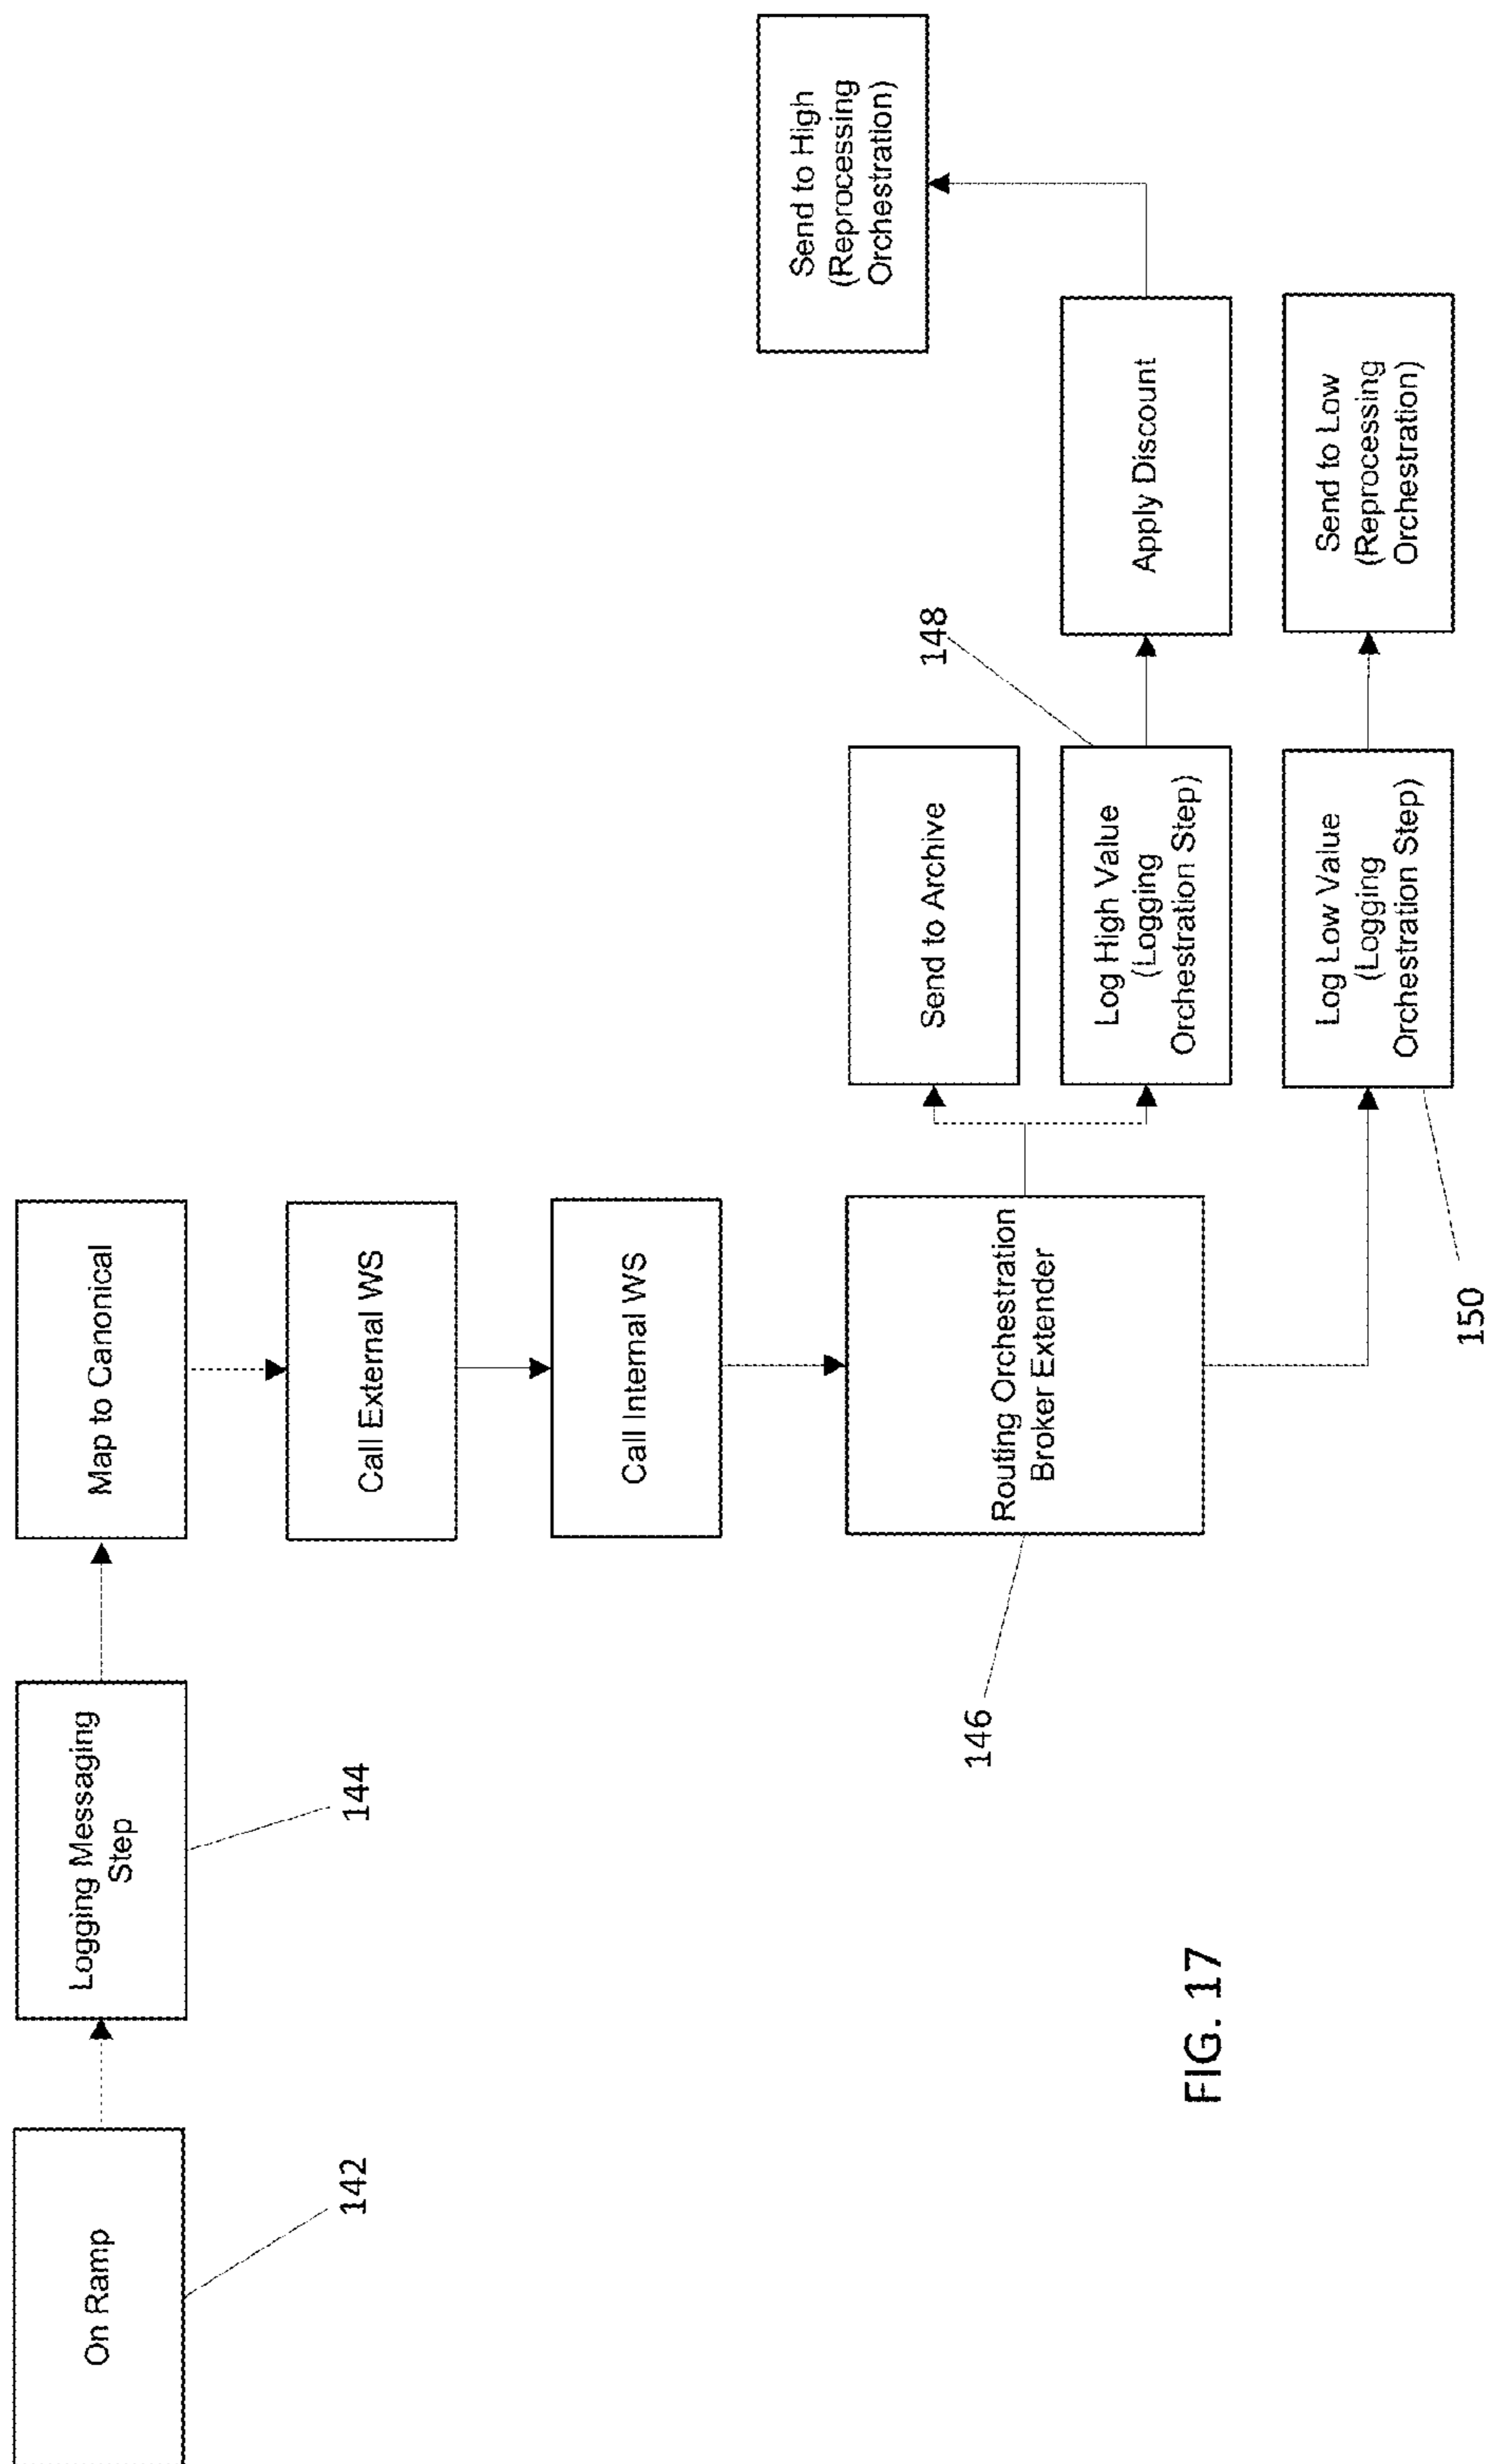 On Ramp
142
Logging Messaging
Step
144
Map to Canonical
Call External WS
Call Internal WS
Routing Orchestration
Broker Extender
146
Send to Archive
Log High Value
(Logging
Orchestration Step)
148
Log Low Value
(Logging
Orchestration Step)
150
Apply Discount
Send to High
(Reprocessing
Orchestration)
Send to Low
(Reprocessing
Orchestration)
FIG. 17